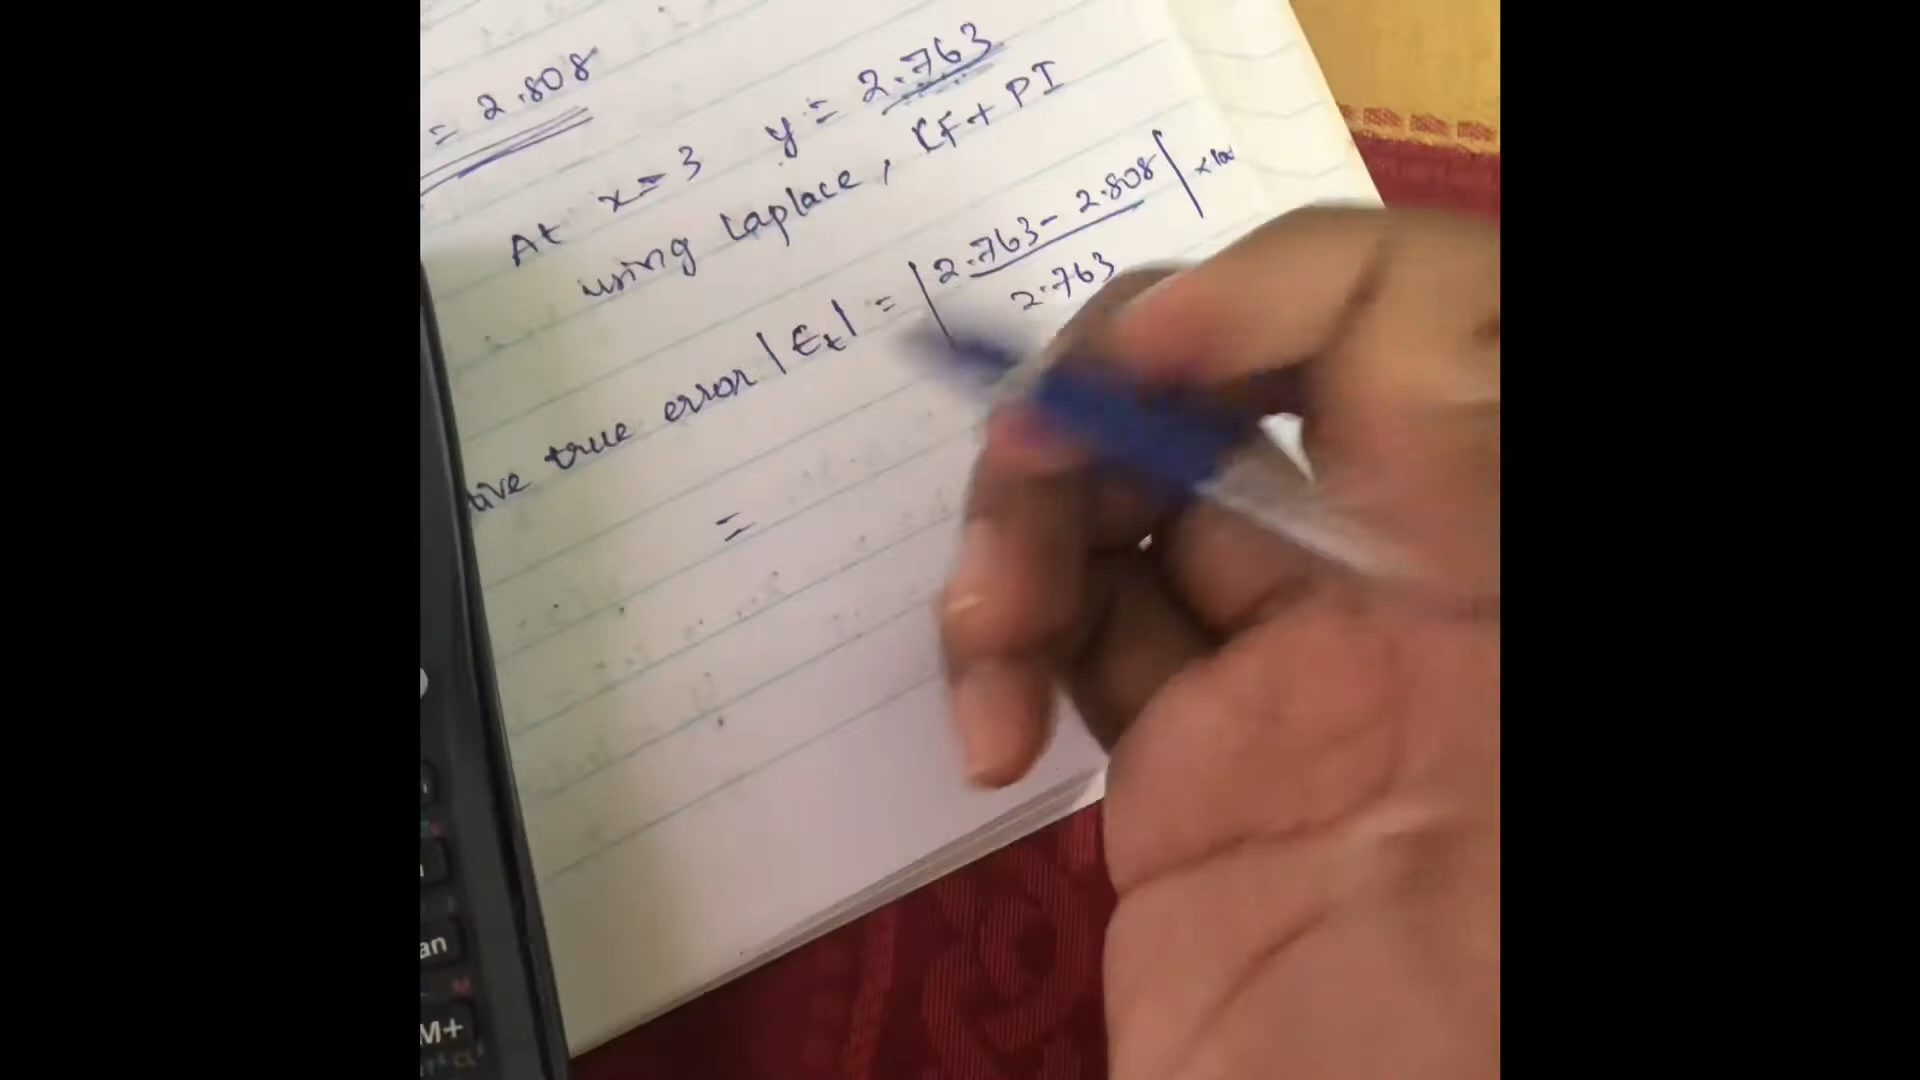 = 2.808
At x = 3 y = 2.763
using Laplace, CF + PI
tive true error |Et| = |2.763 - 2.808| × 100
2.763
=
an
M
M+